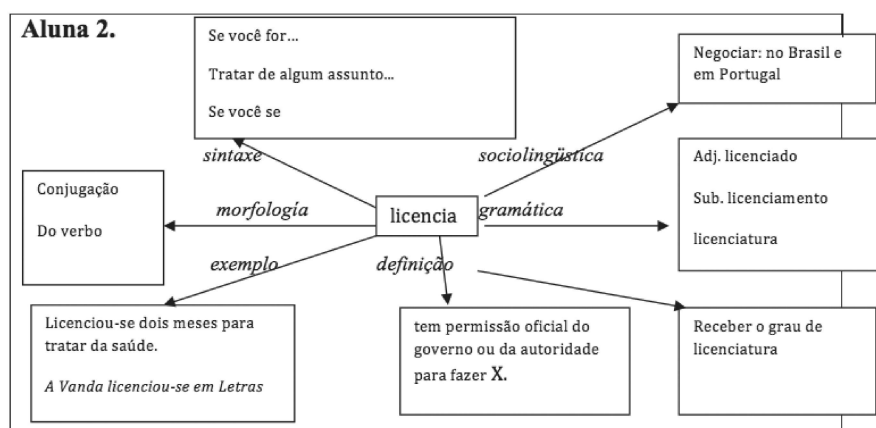 Aluna 2.
Se você for...
Tratar de algum assunto...
Se você se
Negociar: no Brasil e
em Portugal
sintaxe
sociolingüstica
Conjugação
Do verbo
morfología
licencia
gramática
Adj. licenciado
Sub. licenciamento
licenciatura
exemplo
definição
Licenciou-se dois meses para
tratar da saúde.
A Vanda licenciou-se em Letras
tem permissão oficial do
governo ou da autoridade
para fazer X.
Receber o grau de
licenciatura